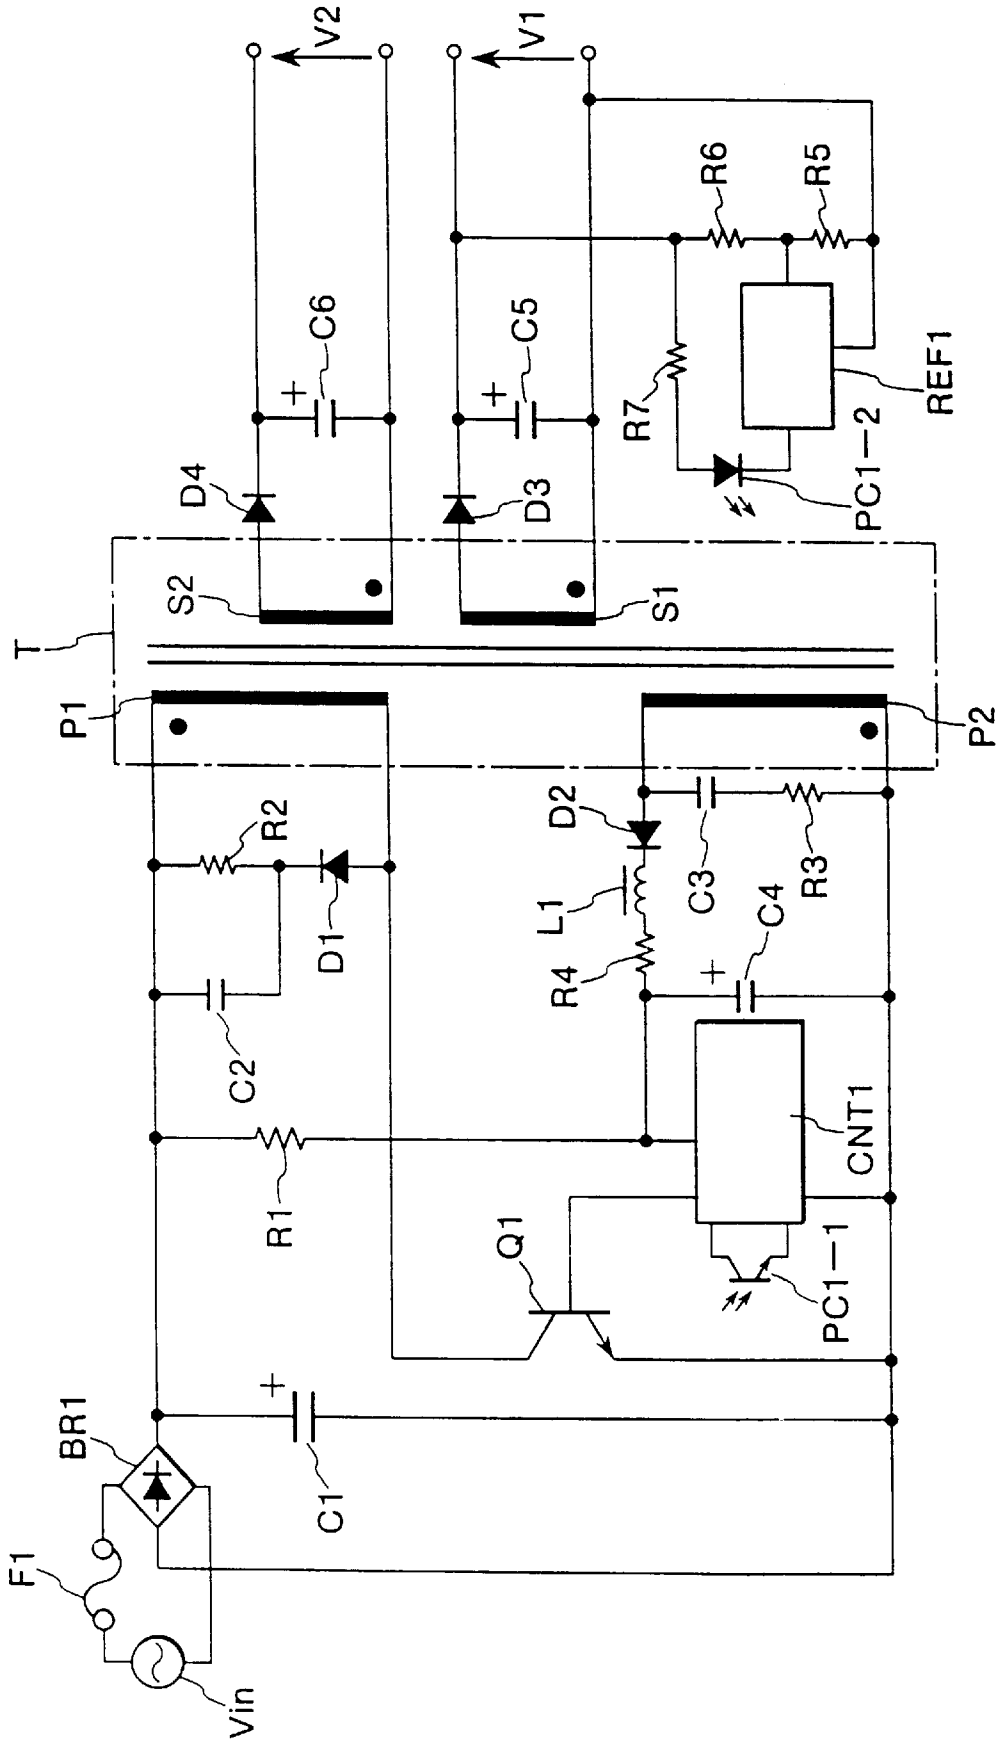 Vin
F1
BR1
C1
R1
C2
R2
D1
Q1
PC1-1
CNT1
R4
L1
D2
C3
R3
C4
T
P1
P2
S2
S1
D4
D3
+
C6
+
C5
+
+
V2
V1
R7
R6
R5
REF1
PC1-2